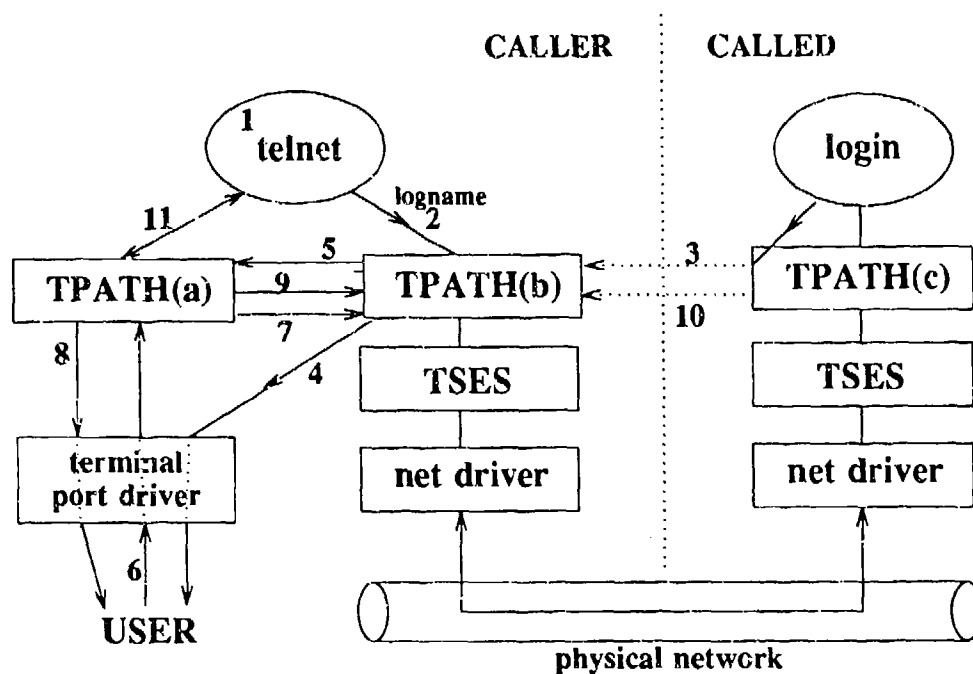 CALLER
CALLED
1
telnet
login
logname
2
11
5
3
TPATH(a)
9
TPATH(b)
TPATH(c)
7
10
8
4
TSES
TSES
terminal
port driver
net driver
net driver
6
USER
physical network